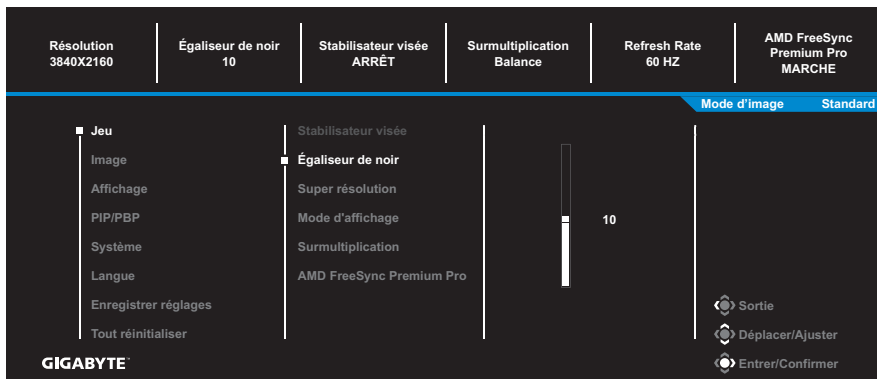 Résolution
3840X2160
Égaliseur de noir
10
Stabilisateur visée
ARRÊT
Surmultiplication
Balance
Refresh Rate
60 HZ
AMD FreeSync
Premium Pro
MARCHE
Mode d'image Standard
Jeu
Image
Affichage
PIP/PBP
Système
Langue
Enregistrer réglages
Tout réinitialiser
Stabilisateur visée
Égaliseur de noir
Super résolution
Mode d'affichage
Surmultiplication
AMD FreeSync Premium Pro
10
Sortie
Déplacer/Ajuster
Entrer/Confirmer
GIGABYTE™